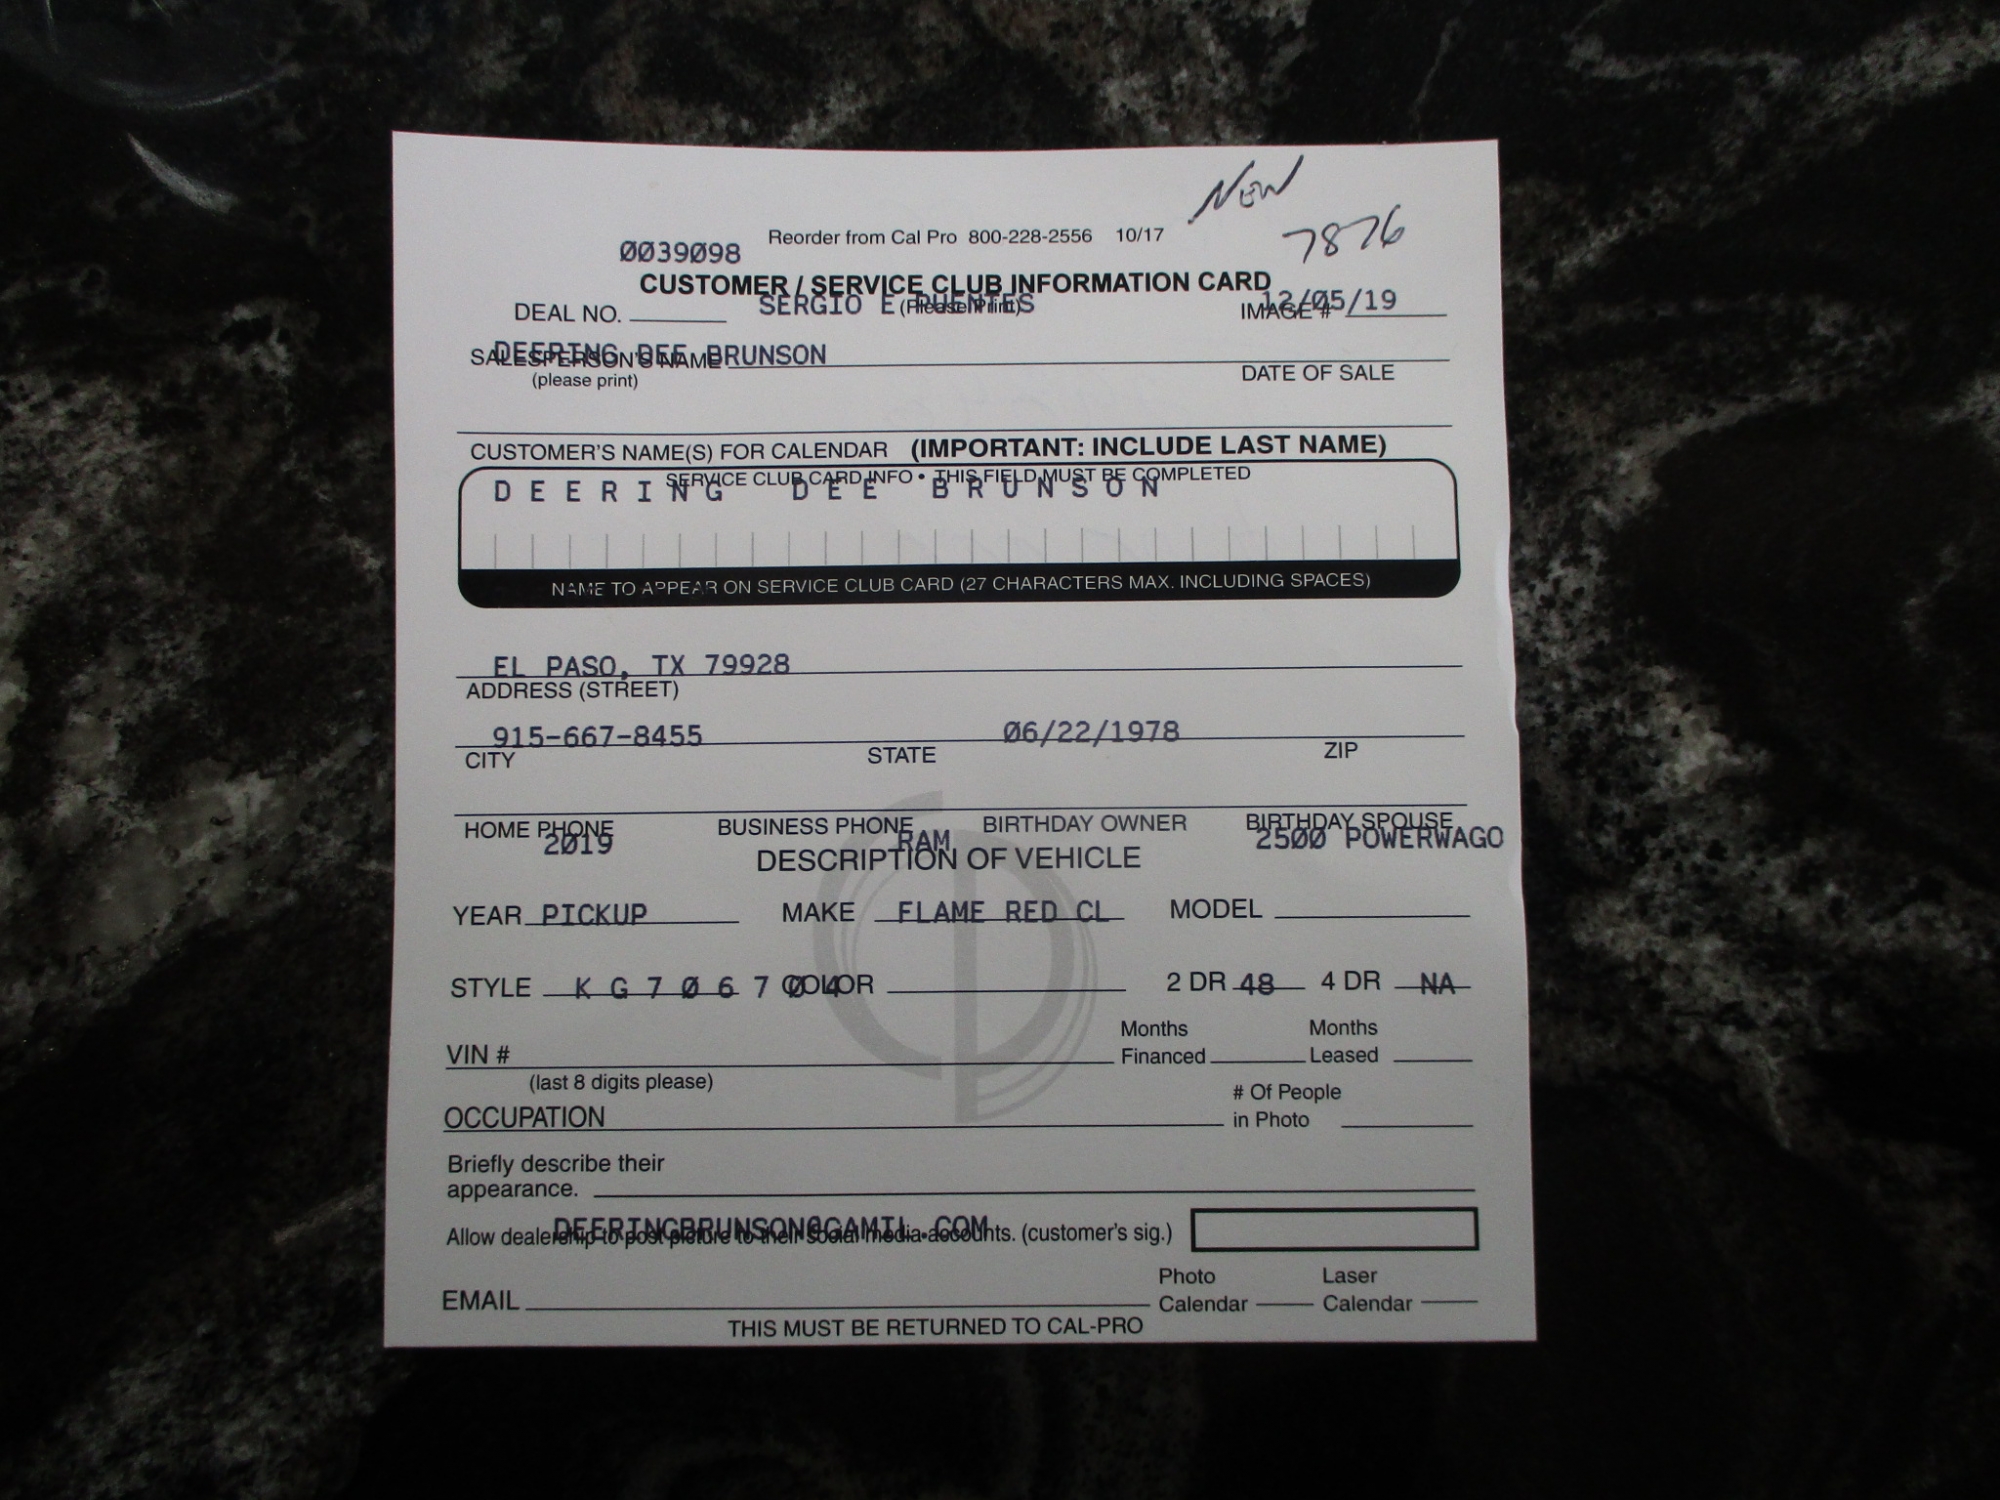 NEW
7876
Reorder from Cal Pro 800-228-2556 10/17
0039098
CUSTOMER / SERVICE CLUB INFORMATION CARD
(Please Print)
SERGIO E PUENTES
12/05/19
DEAL NO.
IMAGE #
DEERING DEE BRUNSON
SALESPERSON'S NAME
(please print)
DATE OF SALE
CUSTOMER'S NAME(S) FOR CALENDAR (IMPORTANT: INCLUDE LAST NAME)
SERVICE CLUB CARD INFO • THIS FIELD MUST BE COMPLETED
DEERING DEE BRUNSON
NAME TO APPEAR ON SERVICE CLUB CARD (27 CHARACTERS MAX. INCLUDING SPACES)
EL PASO, TX 79928
ADDRESS (STREET)
915-667-8455 06/22/1978
CITY STATE ZIP
HOME PHONE BUSINESS PHONE BIRTHDAY OWNER BIRTHDAY SPOUSE
2019 RAM 2500 POWERWAGO
DESCRIPTION OF VEHICLE
YEAR PICKUP MAKE FLAME RED CL MODEL
STYLE KG706704 COLOR 2 DR 48 4 DR NA
VIN #
(last 8 digits please)
Months Financed
Months Leased
OCCUPATION
# Of People in Photo
Briefly describe their
appearance.
DEERINGBRUNSON@GAMIL.COM
Allow dealership to post picture to their social media accounts. (customer's sig.)
EMAIL
Photo Calendar
Laser Calendar
THIS MUST BE RETURNED TO CAL-PRO